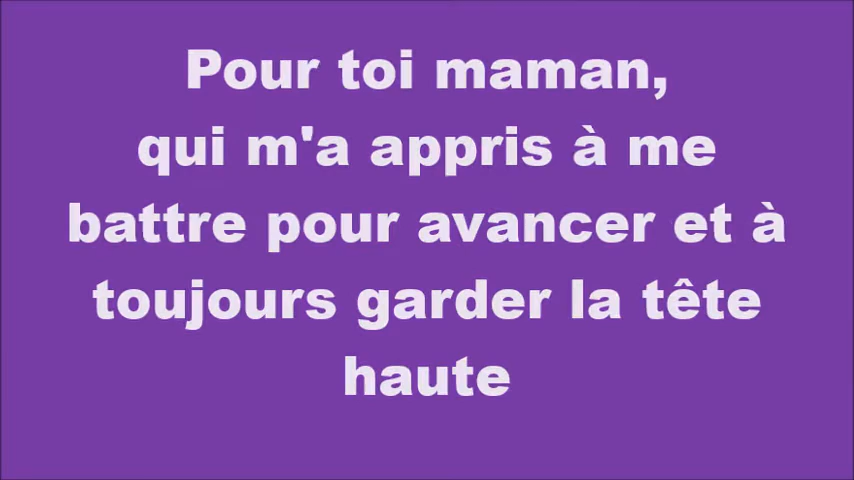 Pour toi maman,
qui m'a appris à me
battre pour avancer et à
toujours garder la tête
haute